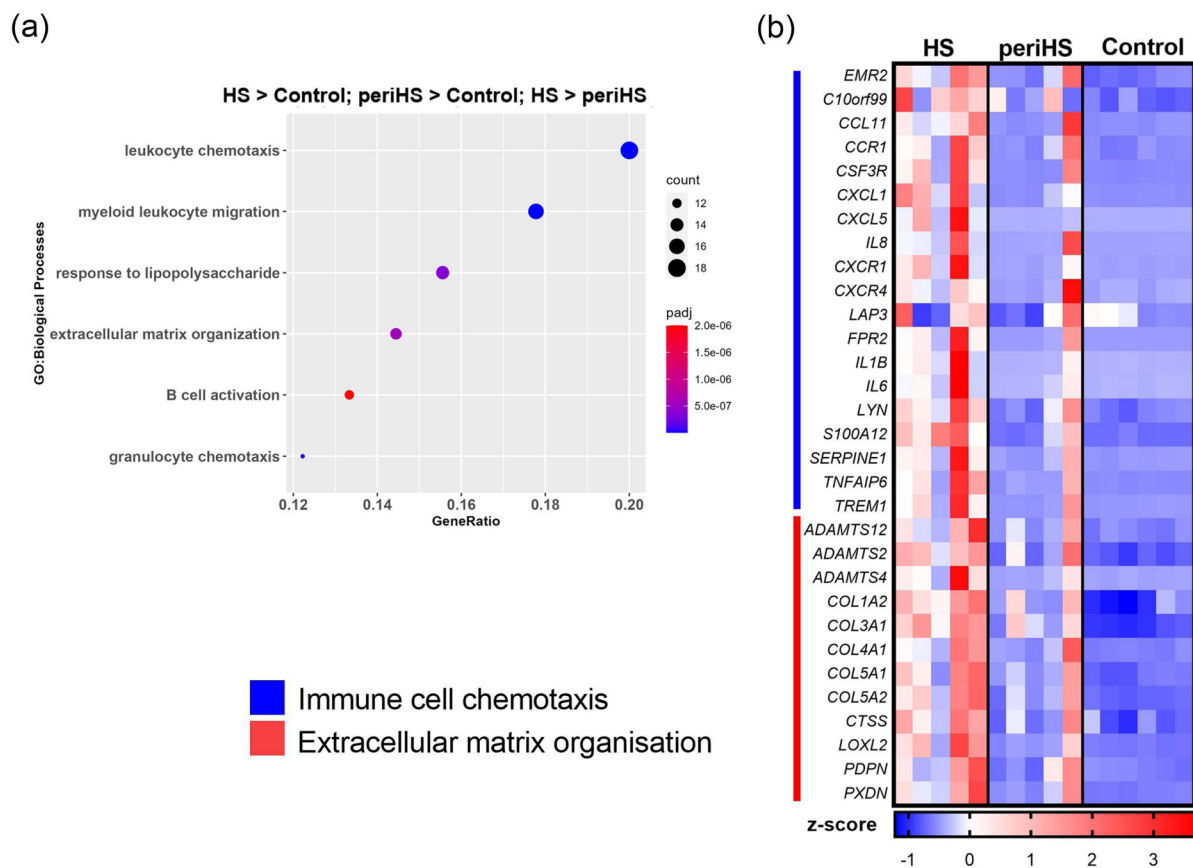 (a)
HS > Control; periHS > Control; HS > periHS
GO:Biological Processes
leukocyte chemotaxis
myeloid leukocyte migration
response to lipopolysaccharide
extracellular matrix organization
B cell activation
granulocyte chemotaxis
0.12 0.14 0.16 0.18 0.20
GeneRatio
count
12
14
16
18
padj
2.0e-06
1.5e-06
1.0e-06
5.0e-07
Immune cell chemotaxis
Extracellular matrix organisation
(b)
HS periHS Control
EMR2
C10orf99
CCL11
CCR1
CSF3R
CXCL1
CXCL5
IL8
CXCR1
CXCR4
LAP3
FPR2
IL1B
IL6
LYN
S100A12
SERPINE1
TNFAIP6
TREM1
ADAMTS12
ADAMTS2
ADAMTS4
COL1A2
COL3A1
COL4A1
COL5A1
COL5A2
CTSS
LOXL2
PDPN
PXDN
z-score
-1 0 1 2 3